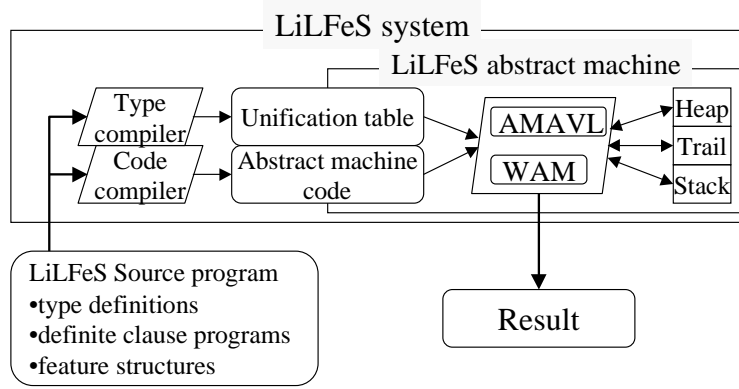 LiLFeS system
LiLFeS abstract machine
Type
compiler
Unification table
AMAVL
Heap
Trail
Code
compiler
Abstract machine
code
WAM
Stack
LiLFeS Source program
•type definitions
•definite clause programs
•feature structures
Result